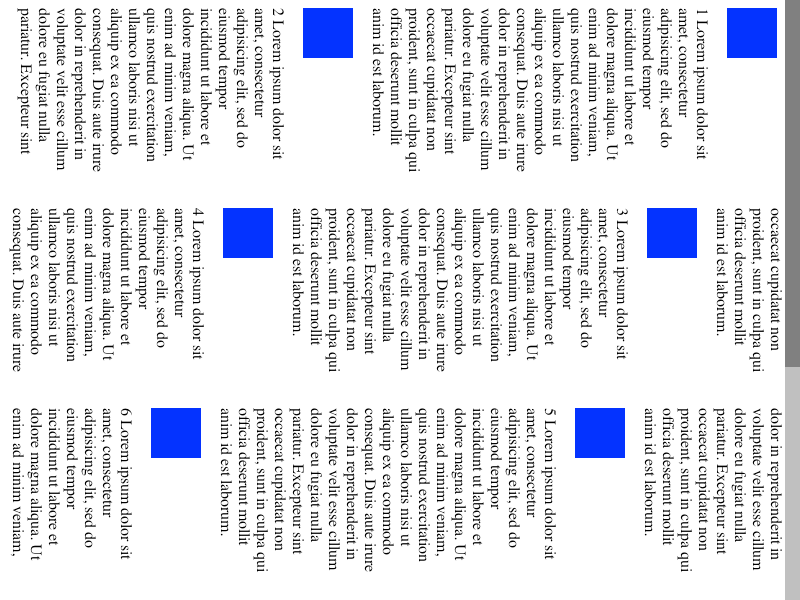 1 Lorem ipsum dolor sit
amet, consectetur
adipisicing elit, sed do
eiusmod tempor
incididunt ut labore et
dolore magna aliqua. Ut
enim ad minim veniam,
quis nostrud exercitation
ullamco laboris nisi ut
aliquip ex ea commodo
consequat. Duis aute irure
dolor in reprehenderit in
voluptate velit esse cillum
dolore eu fugiat nulla
pariatur. Excepteur sint
occaecat cupidatat non
proident, sunt in culpa qui
officia deserunt mollit
anim id est laborum.
2 Lorem ipsum dolor sit
amet, consectetur
adipisicing elit, sed do
eiusmod tempor
incididunt ut labore et
dolore magna aliqua. Ut
enim ad minim veniam,
quis nostrud exercitation
ullamco laboris nisi ut
aliquip ex ea commodo
consequat. Duis aute irure
dolor in reprehenderit in
voluptate velit esse cillum
dolore eu fugiat nulla
pariatur. Excepteur sint
occaecat cupidatat non
proident, sunt in culpa qui
officia deserunt mollit
anim id est laborum.
3 Lorem ipsum dolor sit
amet, consectetur
adipisicing elit, sed do
eiusmod tempor
incididunt ut labore et
dolore magna aliqua. Ut
enim ad minim veniam,
quis nostrud exercitation
ullamco laboris nisi ut
aliquip ex ea commodo
consequat. Duis aute irure
dolor in reprehenderit in
voluptate velit esse cillum
dolore eu fugiat nulla
pariatur. Excepteur sint
occaecat cupidatat non
proident, sunt in culpa qui
officia deserunt mollit
anim id est laborum.
4 Lorem ipsum dolor sit
amet, consectetur
adipisicing elit, sed do
eiusmod tempor
incididunt ut labore et
dolore magna aliqua. Ut
enim ad minim veniam,
quis nostrud exercitation
ullamco laboris nisi ut
aliquip ex ea commodo
consequat. Duis aute irure
dolor in reprehenderit in
voluptate velit esse cillum
dolore eu fugiat nulla
pariatur. Excepteur sint
occaecat cupidatat non
proident, sunt in culpa qui
officia deserunt mollit
anim id est laborum.
5 Lorem ipsum dolor sit
amet, consectetur
adipisicing elit, sed do
eiusmod tempor
incididunt ut labore et
dolore magna aliqua. Ut
enim ad minim veniam,
quis nostrud exercitation
ullamco laboris nisi ut
aliquip ex ea commodo
consequat. Duis aute irure
dolor in reprehenderit in
voluptate velit esse cillum
dolore eu fugiat nulla
pariatur. Excepteur sint
occaecat cupidatat non
proident, sunt in culpa qui
officia deserunt mollit
anim id est laborum.
6 Lorem ipsum dolor sit
amet, consectetur
adipisicing elit, sed do
eiusmod tempor
incididunt ut labore et
dolore magna aliqua. Ut
enim ad minim veniam,